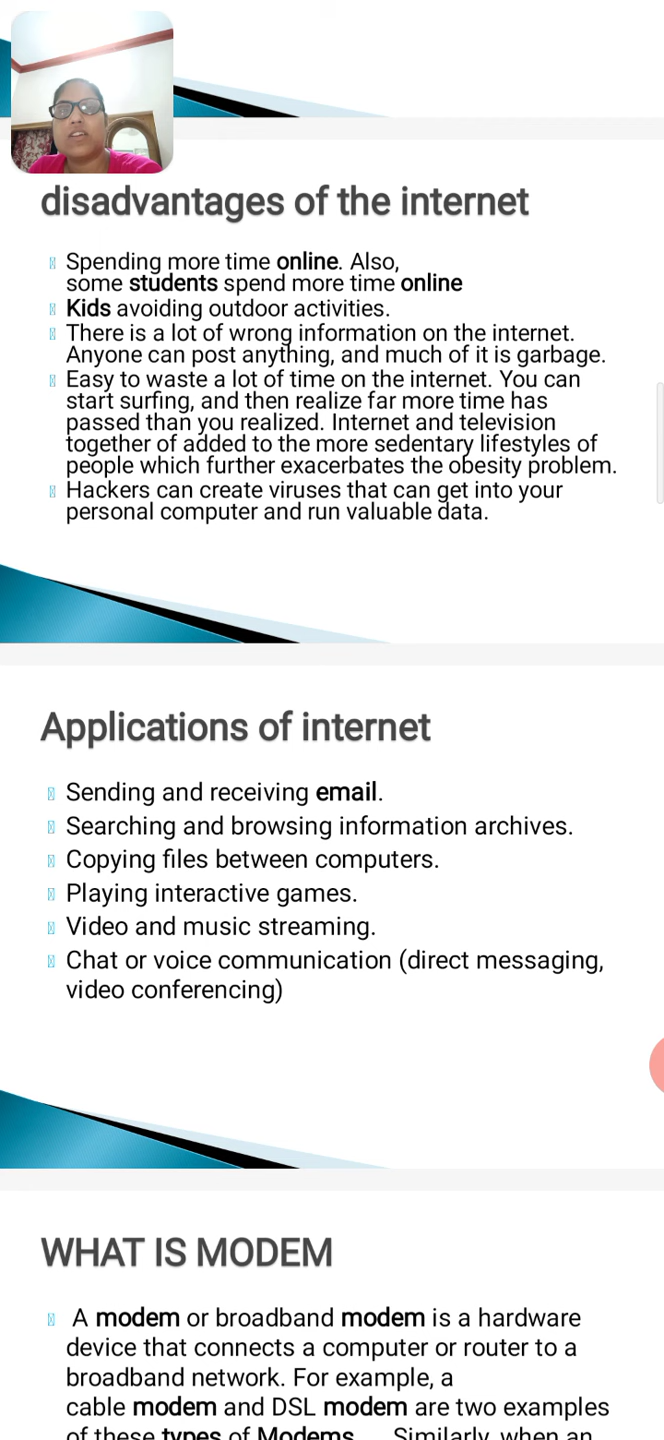 disadvantages of the internet
Spending more time online. Also,
some students spend more time online
Kids avoiding outdoor activities.
There is a lot of wrong information on the internet.
Anyone can post anything, and much of it is garbage.
Easy to waste a lot of time on the internet. You can
start surfing, and then realize far more time has
passed than you realized. Internet and television
together of added to the more sedentary lifestyles of
people which further exacerbates the obesity problem.
Hackers can create viruses that can get into your
personal computer and run valuable data.
Applications of internet
Sending and receiving email.
Searching and browsing information archives.
Copying files between computers.
Playing interactive games.
Video and music streaming.
Chat or voice communication (direct messaging,
video conferencing)
WHAT IS MODEM
A modem or broadband modem is a hardware
device that connects a computer or router to a
broadband network. For example, a
cable modem and DSL modem are two examples
of these types of Modems. ... Similarly, when an